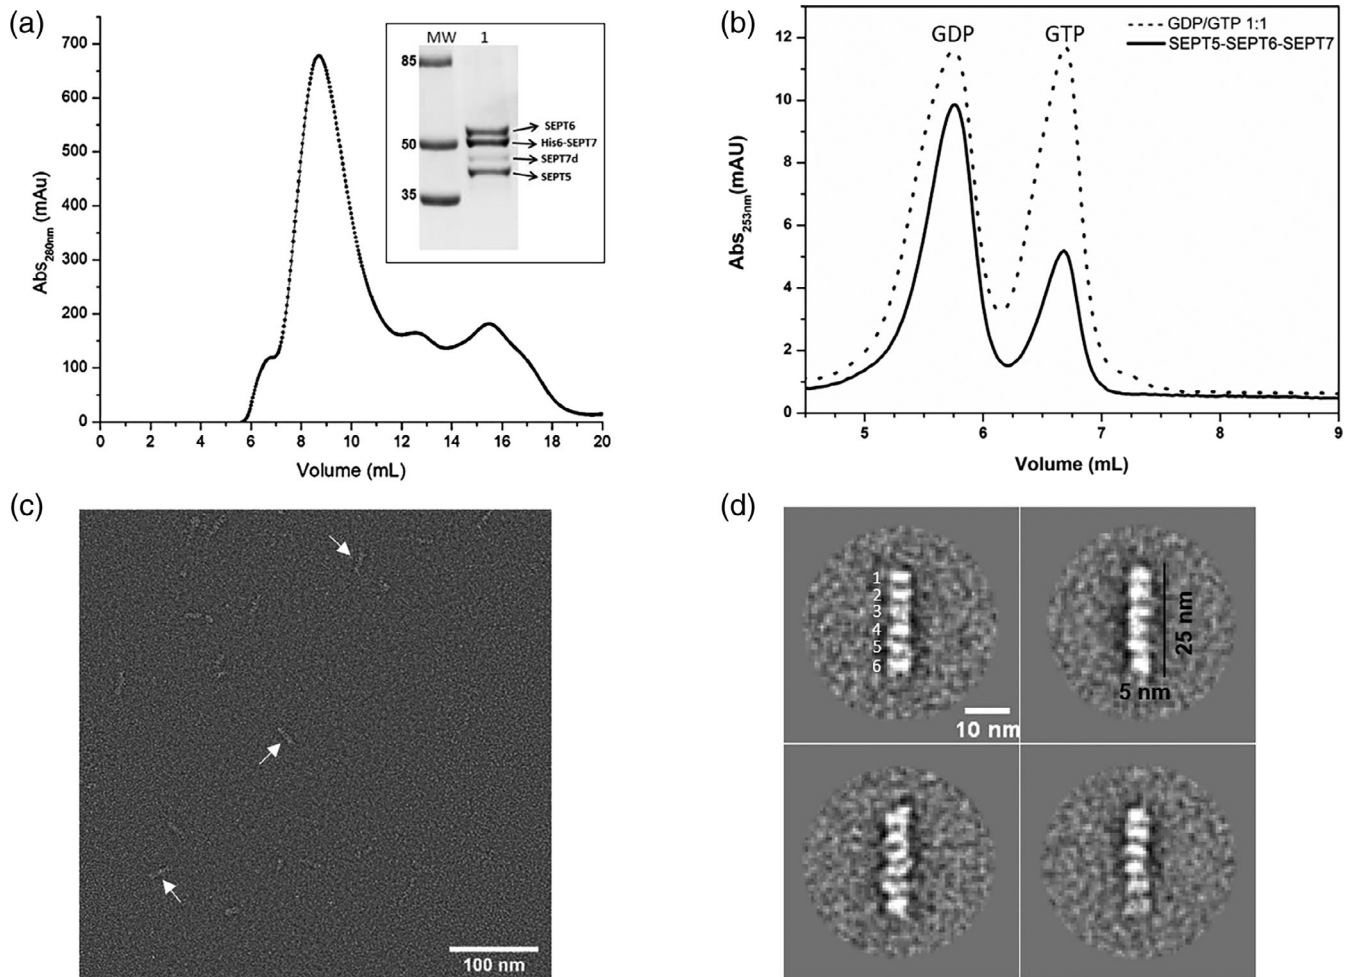 (a)
700
600
500
400
300
200
100
0
Abs280nm (mAu)
0 2 4 6 8 10 12 14 16 18 20
Volume (mL)
MW 1
85
50
35
SEPT6
His6-SEPT7
SEPT7d
SEPT5
(b)
12
10
8
6
4
2
0
Abs253nm(mAU)
GDP GTP
GDP/GTP 1:1
SEPT5-SEPT6-SEPT7
5 6 7 8 9
Volume (mL)
(c)
100 nm
(d)
1
2
3
4
5
6
10 nm
25 nm
5 nm